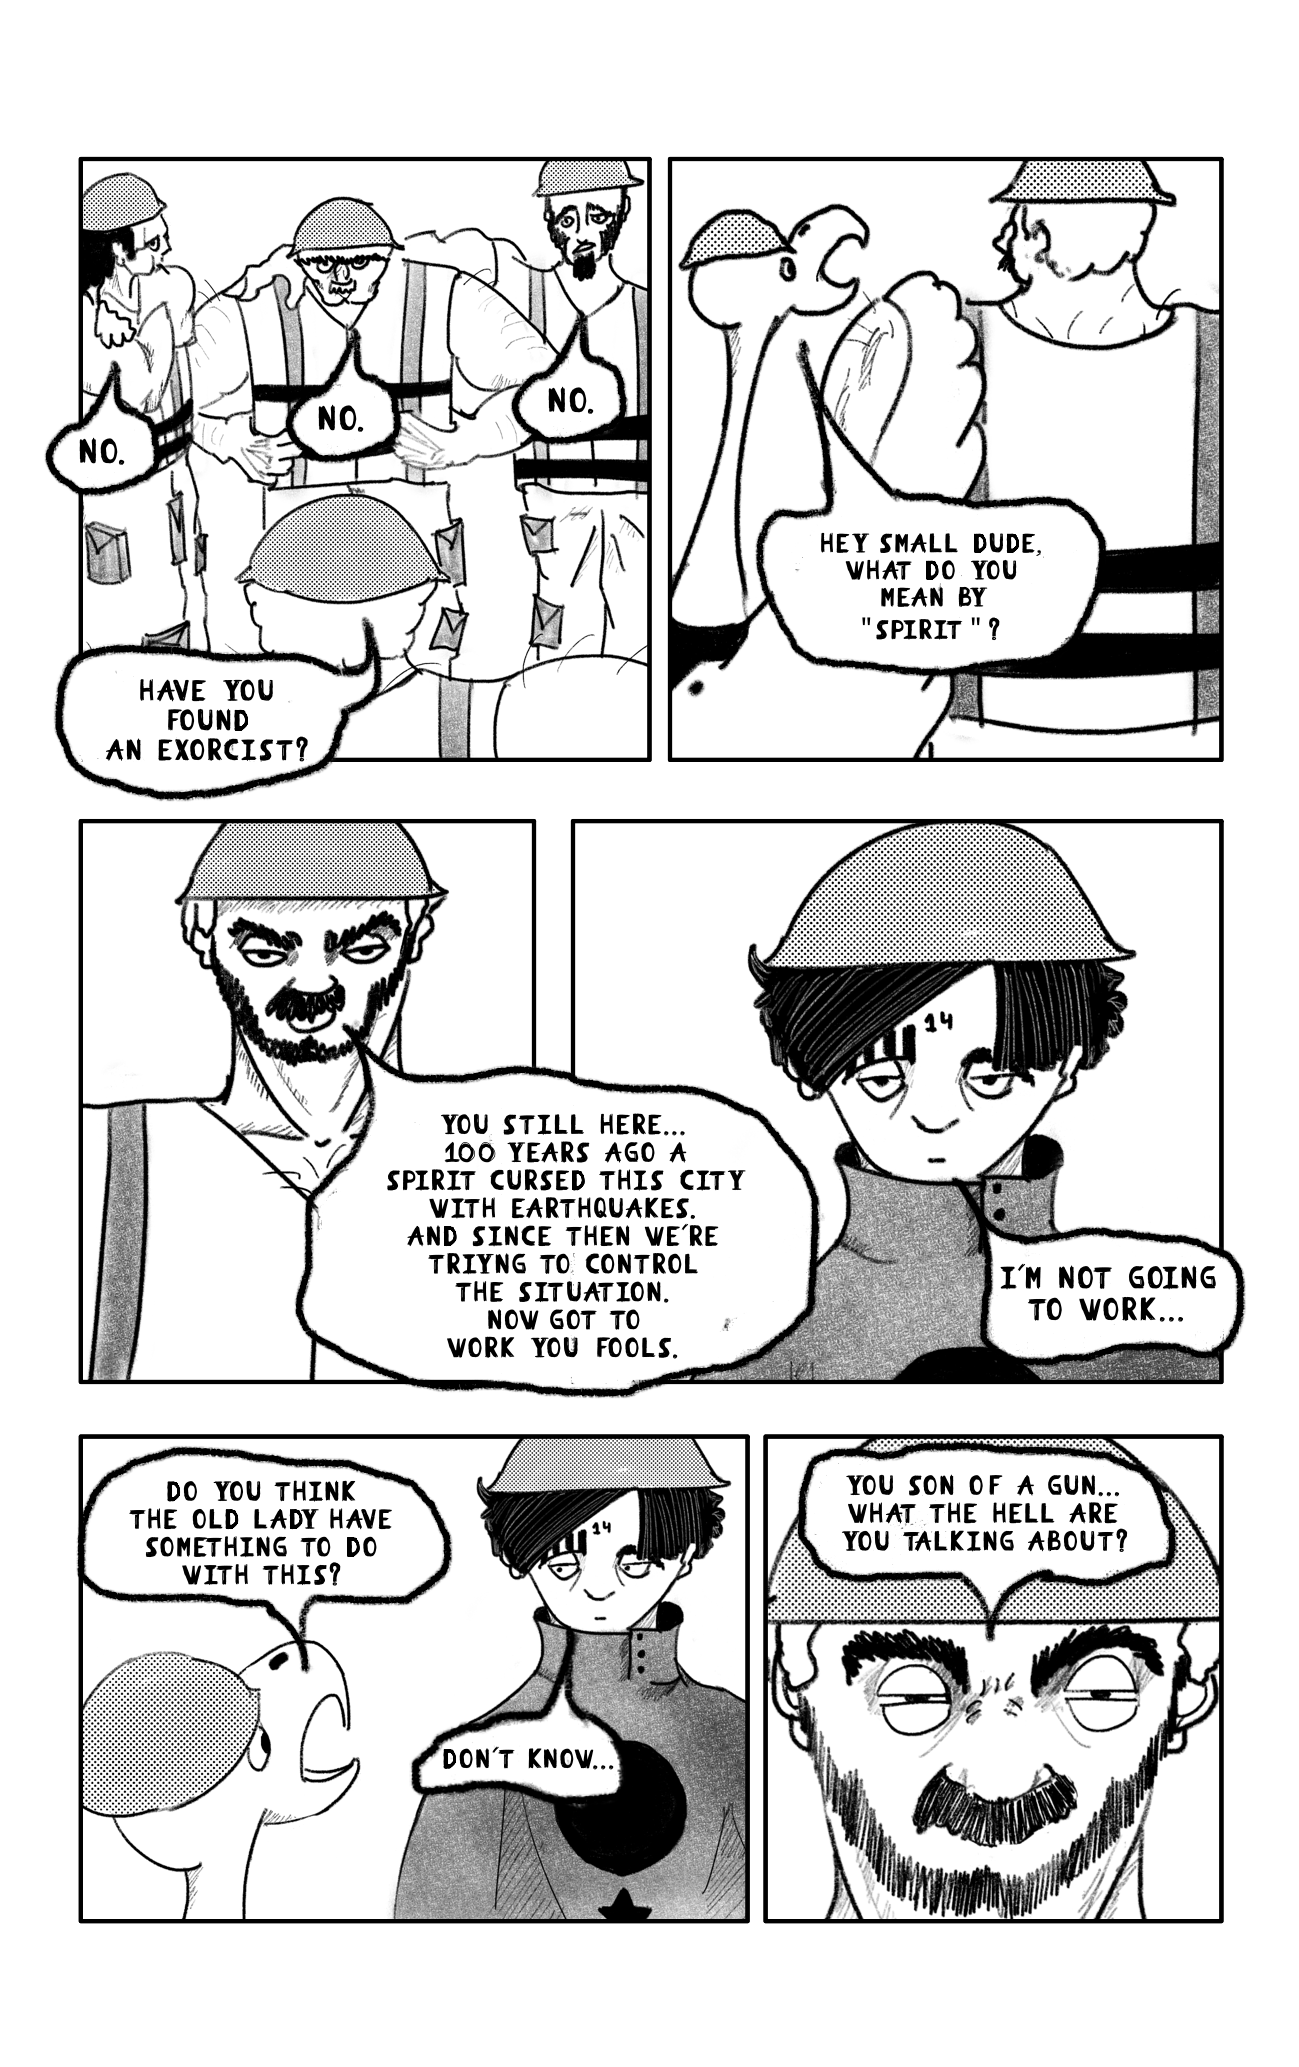 NO.
NO.
NO.
HAVE YOU
FOUND
AN EXORCIST?
HEY SMALL DUDE,
WHAT DO YOU
MEAN BY
"SPIRIT"?
YOU STILL HERE...
100 YEARS AGO A
SPIRIT CURSED THIS CITY
WITH EARTHQUAKES.
AND SINCE THEN WE'RE
TRIYNG TO CONTROL
THE SITUATION.
NOW GOT TO
WORK YOU FOOLS.
14
I'M NOT GOING
TO WORK...
DO YOU THINK
THE OLD LADY HAVE
SOMETHING TO DO
WITH THIS?
14
DON'T KNOW...
YOU SON OF A GUN...
WHAT THE HELL ARE
YOU TALKING ABOUT?